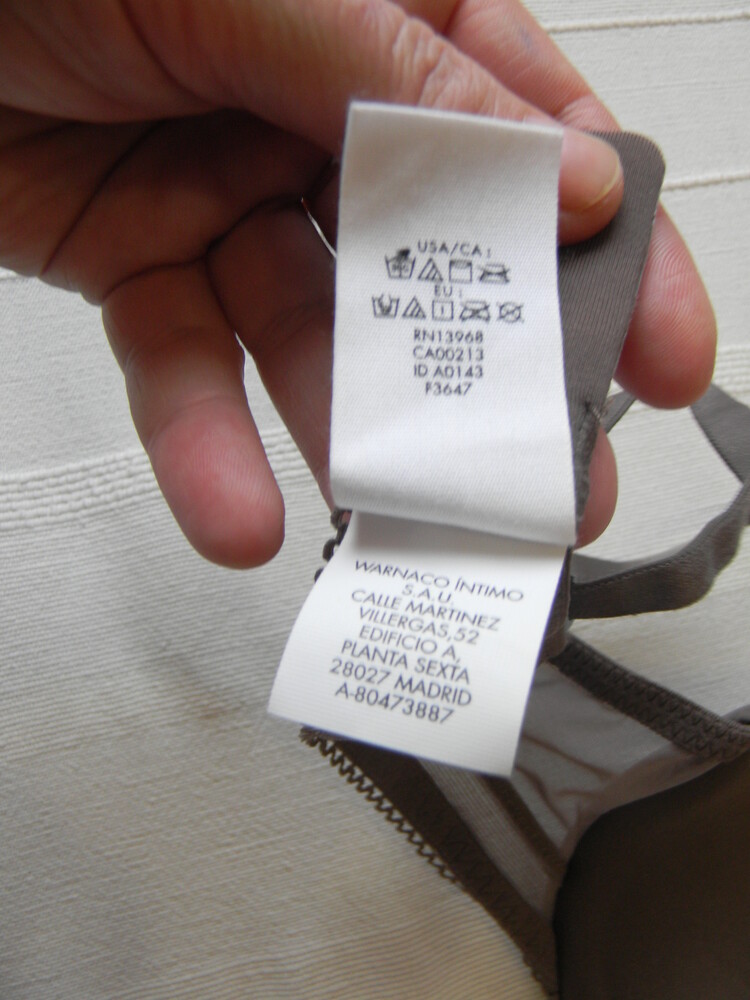 USA/CA :
EU :
RN13968
CA00213
ID A0143
F3647
WARNACO ÍNTIMO
S.A.U.
CALLE MARTINEZ
VILLERGAS,52
EDIFICIO A,
PLANTA SEXTA
28027 MADRID
A-80473887